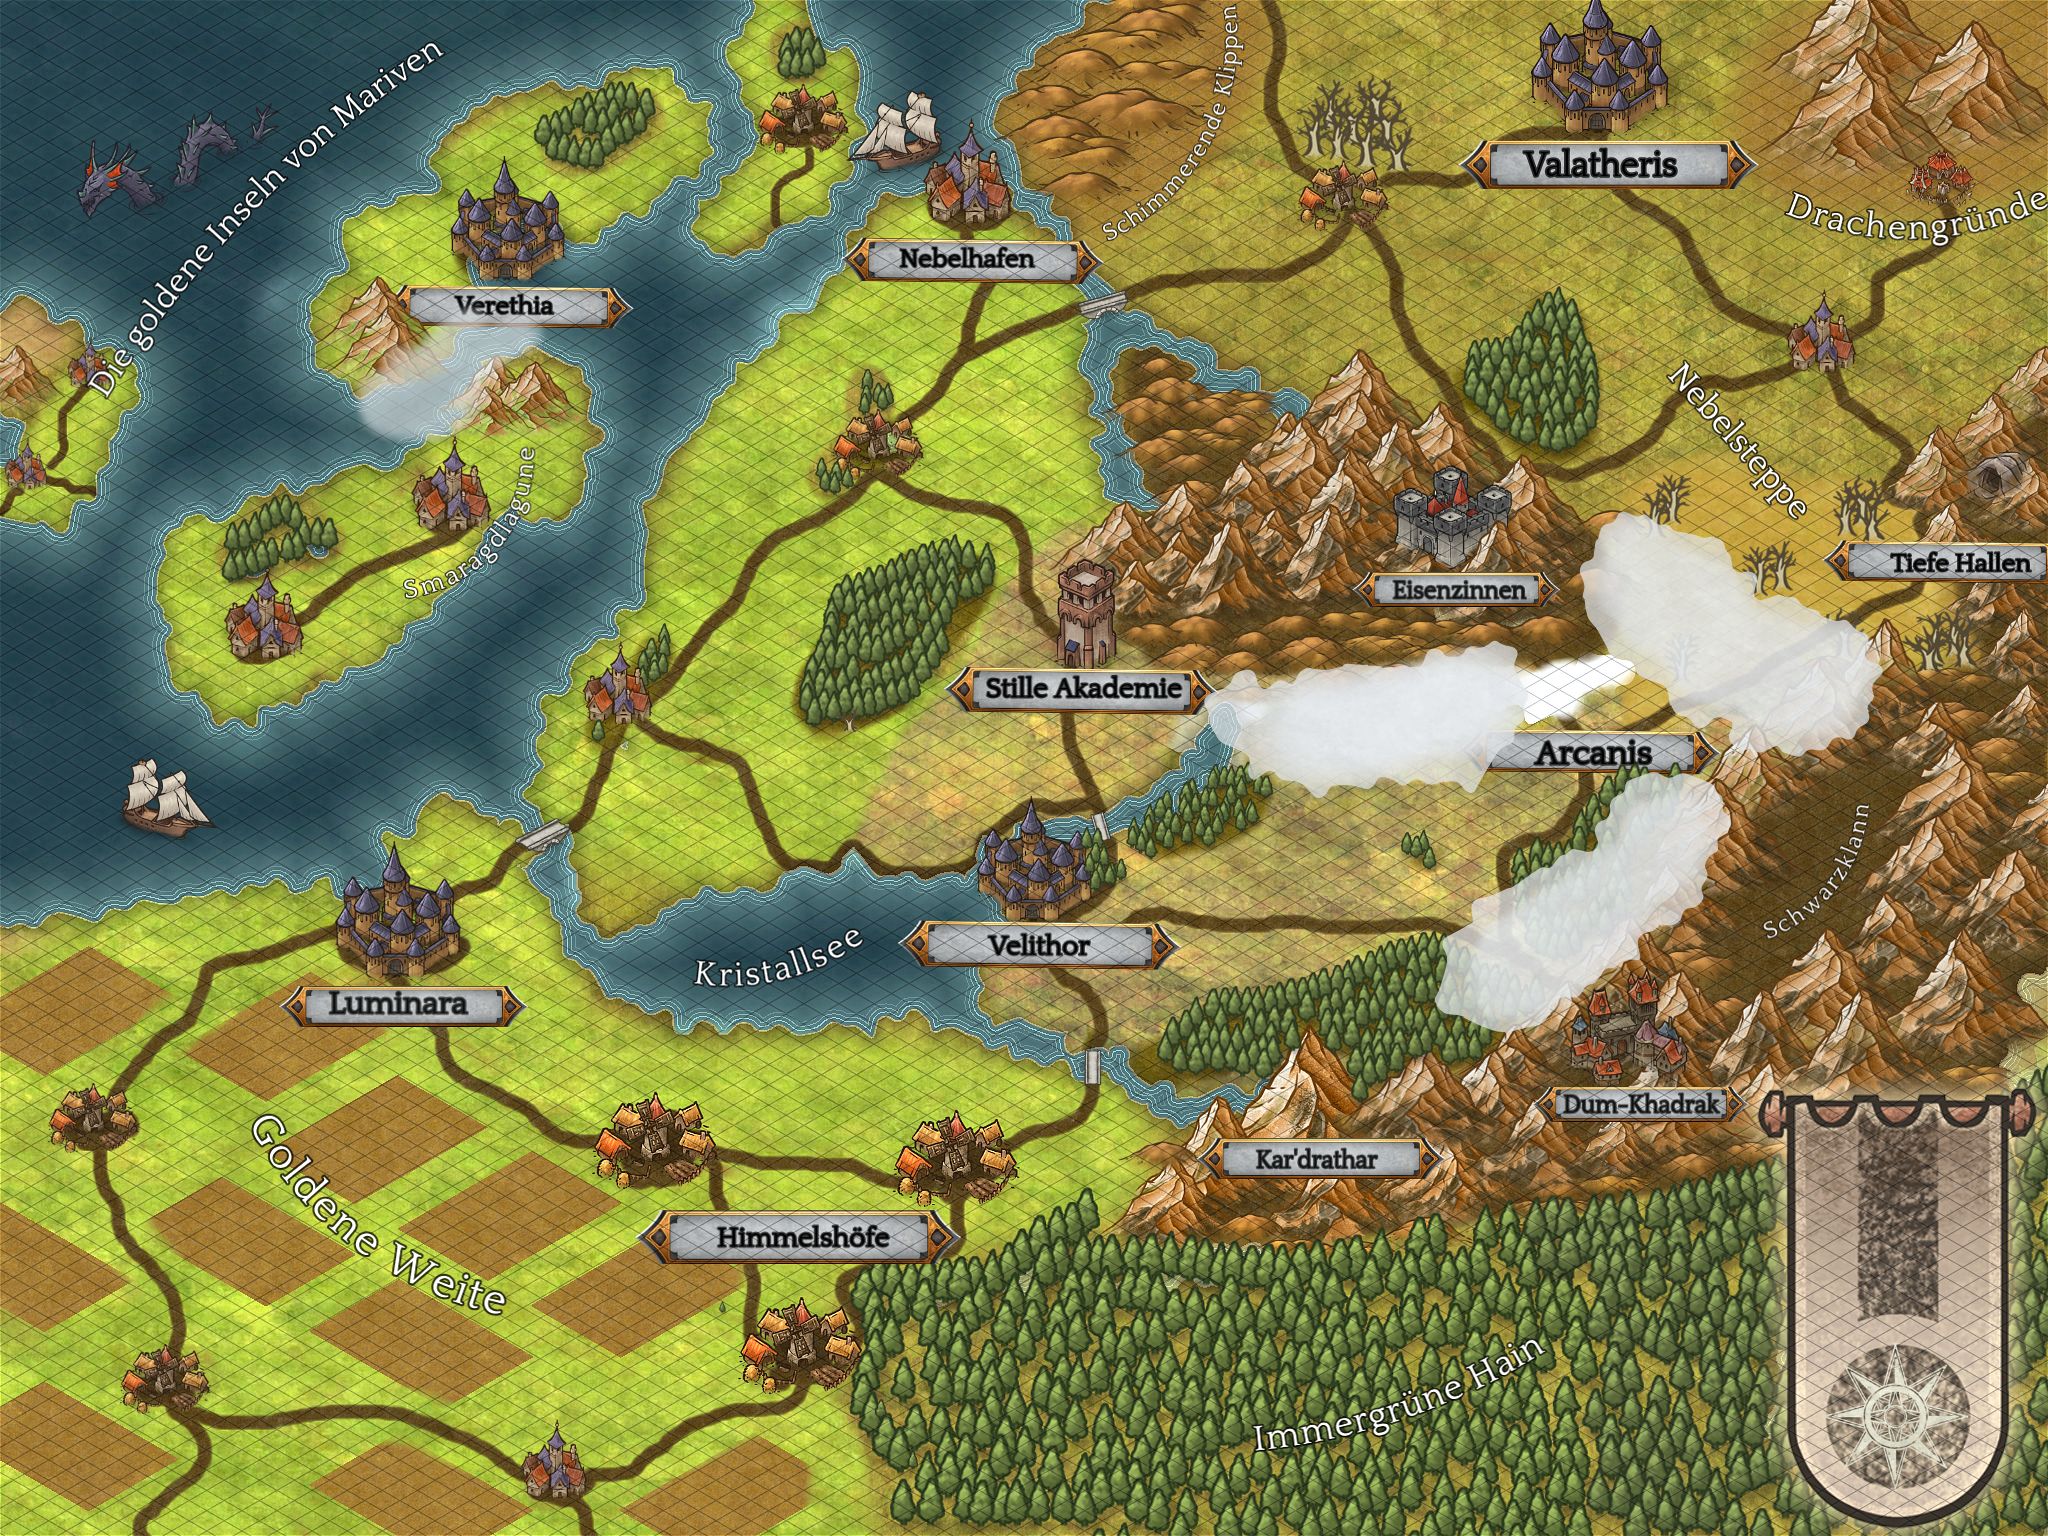 Die goldene Inseln von Mariven
Schimmerende Klippen
Valatheris
Drachengründe
Nebelhafen
Verethia
Nebelsteppe
Smaragdlagune
Tiefe Hallen
Eisenzinnen
Stille Akademie
Arcanis
Schwarzklann
Kristallsee
Velithor
Luminara
Dum-Khadrak
Kar'drathar
Goldene Weite
Himmelshöfe
Immergrüne Hain